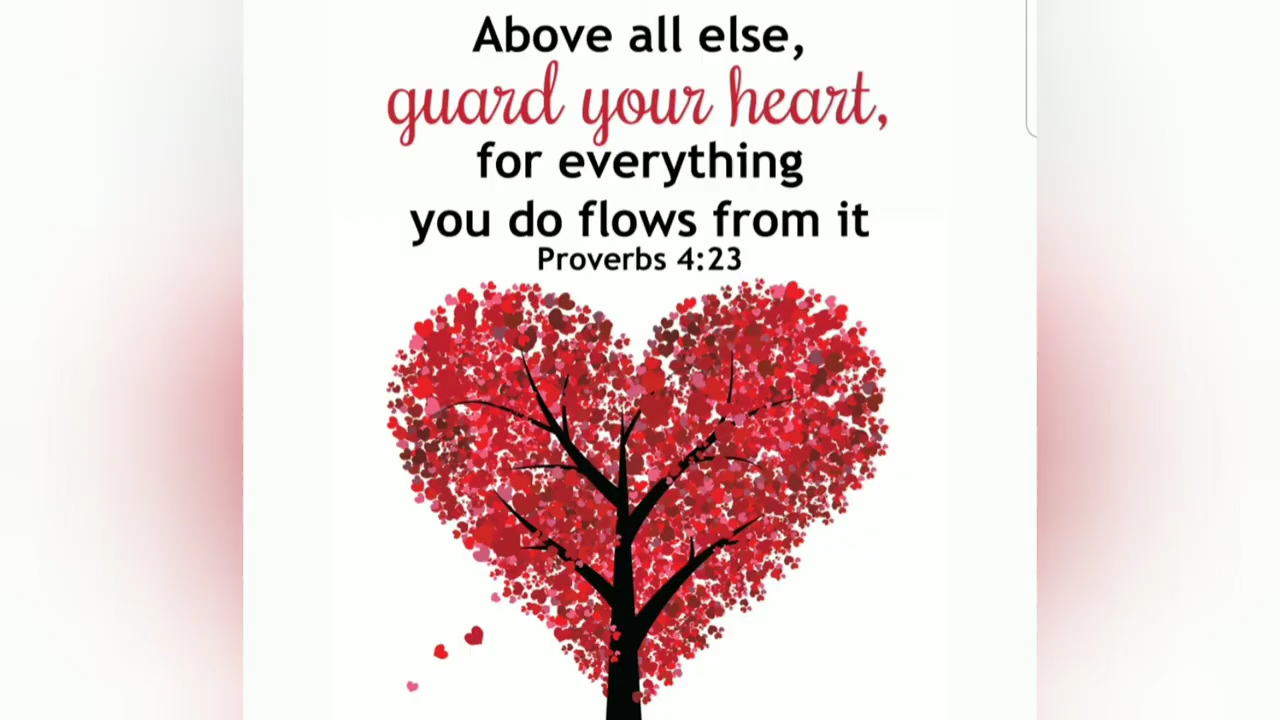 Above all else,
guard your heart,
for everything
you do flows from it
Proverbs 4:23